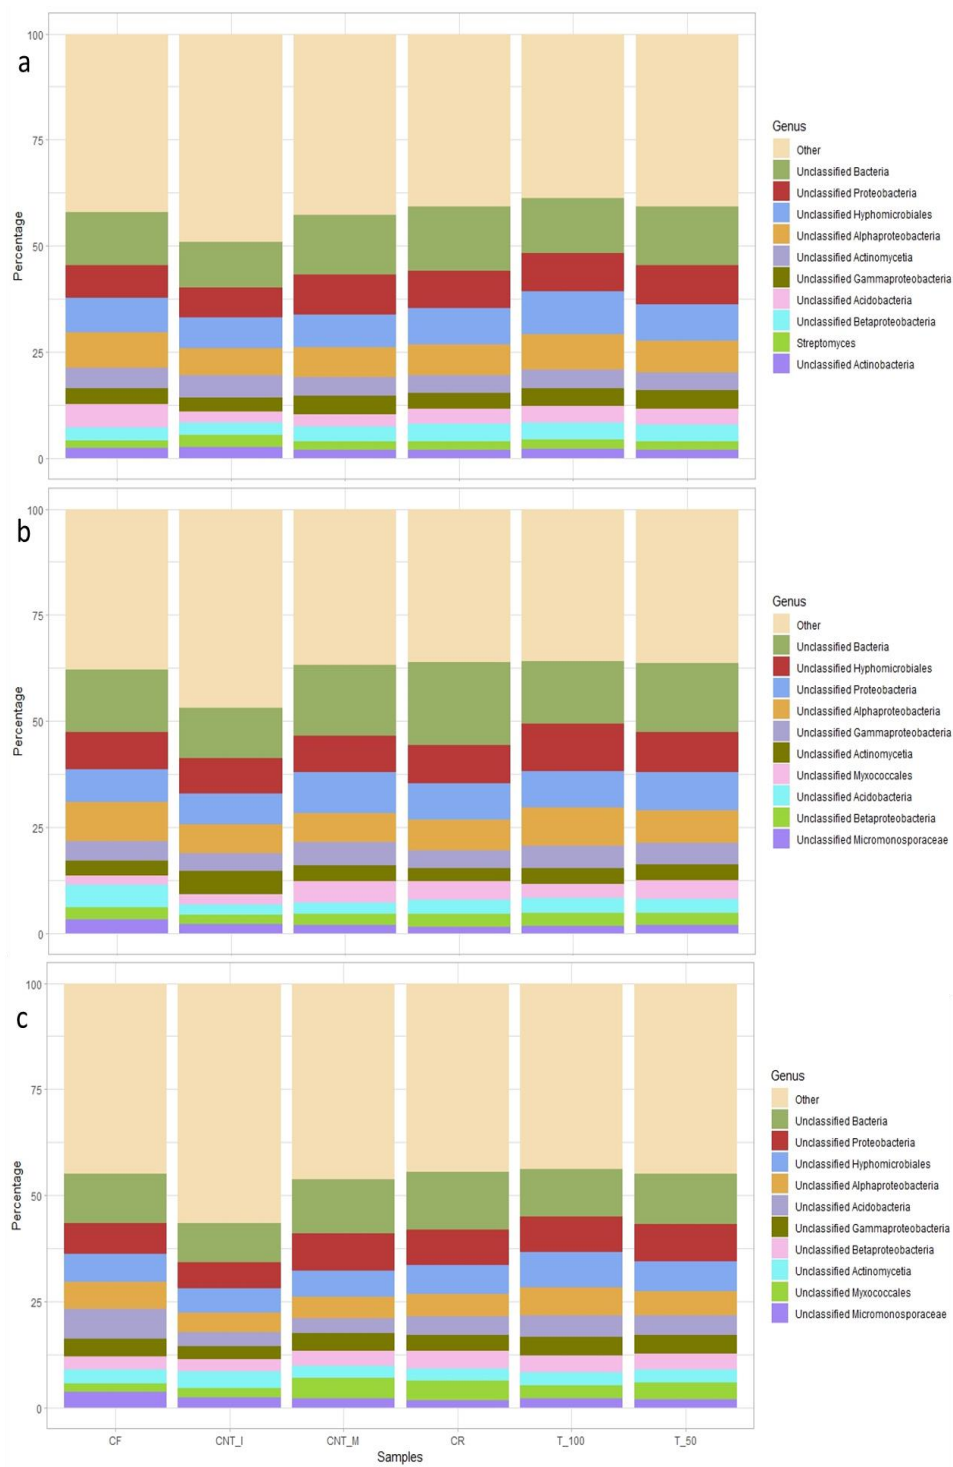 a
100
75
50
25
0
Percentage
Genus
Other
Unclassified Bacteria
Unclassified Proteobacteria
Unclassified Hyphomicrobiales
Unclassified Alphaproteobacteria
Unclassified Actinomycetia
Unclassified Gammaproteobacteria
Unclassified Acidobacteria
Unclassified Betaproteobacteria
Streptomyces
Unclassified Actinobacteria
b
100
75
50
25
0
Percentage
Genus
Other
Unclassified Bacteria
Unclassified Hyphomicrobiales
Unclassified Proteobacteria
Unclassified Alphaproteobacteria
Unclassified Gammaproteobacteria
Unclassified Actinomycetia
Unclassified Myxococcales
Unclassified Acidobacteria
Unclassified Betaproteobacteria
Unclassified Micromonosporaceae
c
100
75
50
25
0
Percentage
Genus
Other
Unclassified Bacteria
Unclassified Proteobacteria
Unclassified Hyphomicrobiales
Unclassified Alphaproteobacteria
Unclassified Acidobacteria
Unclassified Gammaproteobacteria
Unclassified Betaproteobacteria
Unclassified Actinomycetia
Unclassified Myxococcales
Unclassified Micromonosporaceae
CF CNT_I CNT_M CR T_100 T_50
Samples